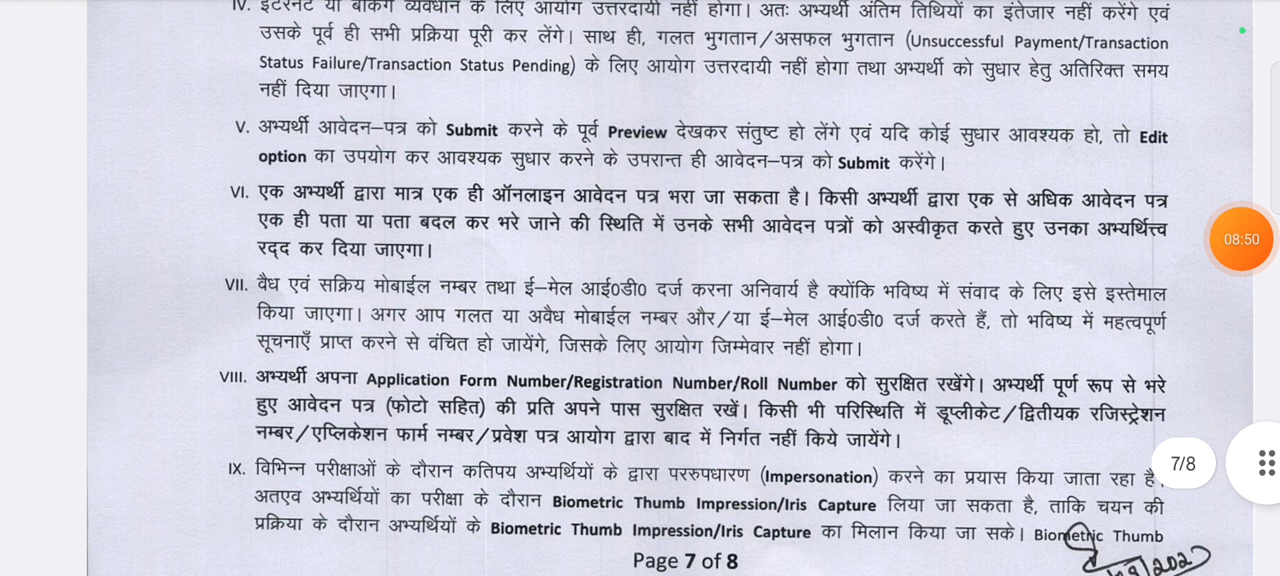 IV. इंटरनेट या बैंकिंग व्यवधान के लिए आयोग उत्तरदायी नहीं होगा। अतः अभ्यर्थी अंतिम तिथियों का इंतेजार नहीं करेंगे एवं
उसके पूर्व ही सभी प्रक्रिया पूरी कर लेंगे। साथ ही, गलत भुगतान/असफल भुगतान (Unsuccessful Payment/Transaction
Status Failure/Transaction Status Pending) के लिए आयोग उत्तरदायी नहीं होगा तथा अभ्यर्थी को सुधार हेतु अतिरिक्त समय
नहीं दिया जाएगा।
V. अभ्यर्थी आवेदन–पत्र को Submit करने के पूर्व Preview देखकर संतुष्ट हो लेंगे एवं यदि कोई सुधार आवश्यक हो, तो Edit
option का उपयोग कर आवश्यक सुधार करने के उपरान्त ही आवेदन–पत्र को Submit करेंगे।
VI. एक अभ्यर्थी द्वारा मात्र एक ही ऑनलाइन आवेदन पत्र भरा जा सकता है। किसी अभ्यर्थी द्वारा एक से अधिक आवेदन पत्र
एक ही पता या पता बदल कर भरे जाने की स्थिति में उनके सभी आवेदन पत्रों को अस्वीकृत करते हुए उनका अभ्यर्थित्त्व
रद्द कर दिया जाएगा।
08:50
VII. वैध एवं सक्रिय मोबाईल नम्बर तथा ई–मेल आई0डी0 दर्ज करना अनिवार्य है क्योंकि भविष्य में संवाद के लिए इसे इस्तेमाल
किया जाएगा। अगर आप गलत या अवैध मोबाईल नम्बर और/या ई–मेल आई0डी0 दर्ज करते हैं, तो भविष्य में महत्वपूर्ण
सूचनाएँ प्राप्त करने से वंचित हो जायेंगे, जिसके लिए आयोग जिम्मेवार नहीं होगा।
VIII. अभ्यर्थी अपना Application Form Number/Registration Number/Roll Number को सुरक्षित रखेंगे। अभ्यर्थी पूर्ण रूप से भरे
हुए आवेदन पत्र (फोटो सहित) की प्रति अपने पास सुरक्षित रखें। किसी भी परिस्थिति में डूप्लीकेट/द्वितीयक रजिस्ट्रेशन
नम्बर/एप्लिकेशन फार्म नम्बर/प्रवेश पत्र आयोग द्वारा बाद में निर्गत नहीं किये जायेंगे।
7/8
IX. विभिन्न परीक्षाओं के दौरान कतिपय अभ्यर्थियों के द्वारा पररुपधारण (Impersonation) करने का प्रयास किया जाता रहा है,
अतएव अभ्यर्थियों का परीक्षा के दौरान Biometric Thumb Impression/Iris Capture लिया जा सकता है, ताकि चयन की
प्रक्रिया के दौरान अभ्यर्थियों के Biometric Thumb Impression/Iris Capture का मिलान किया जा सके। Biometric Thumb
Page 7 of 8